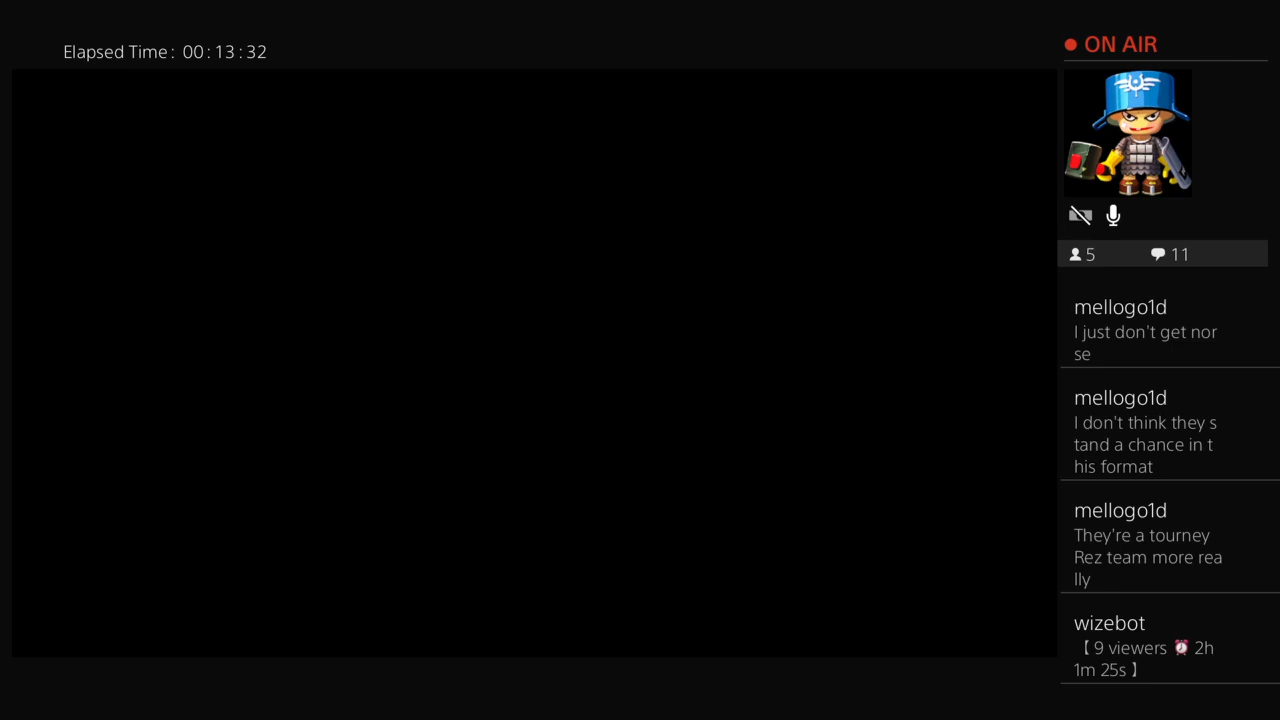 Elapsed Time: 00:13:32
ON AIR
5 11
mellogo1d
I just don't get nor
se
mellogo1d
I don't think they s
tand a chance in t
his format
mellogo1d
They're a tourney
Rez team more rea
lly
wizebot
【 9 viewers ⏰ 2h
1m 25s 】